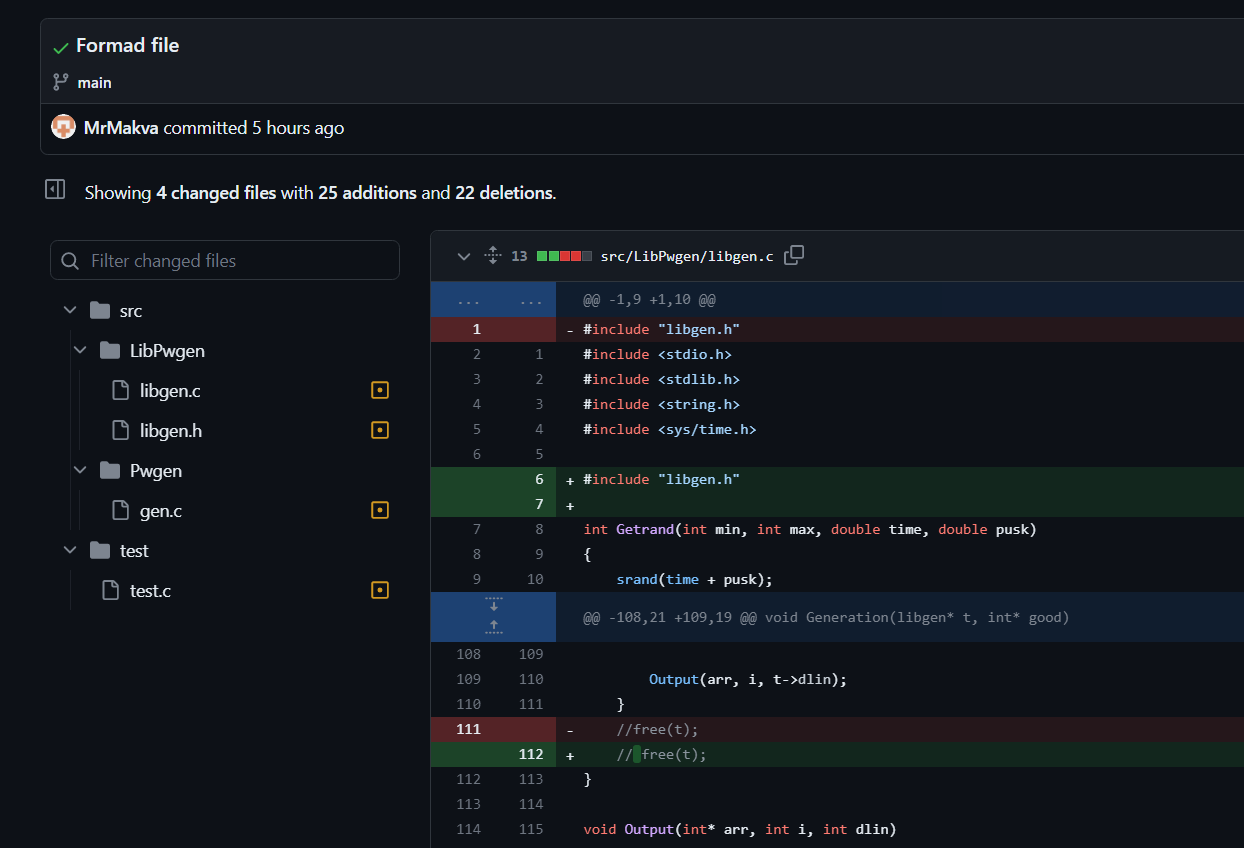 Formad file
main
MrMakva committed 5 hours ago
Showing 4 changed files with 25 additions and 22 deletions.
Filter changed files
src
LibPwgen
libgen.c
libgen.h
Pwgen
gen.c
test
test.c
13 src/LibPwgen/libgen.c
... ... @@ -1,9 +1,10 @@
1 - #include "libgen.h"
2 1 #include <stdio.h>
3 2 #include <stdlib.h>
4 3 #include <string.h>
5 4 #include <sys/time.h>
6 5
6 + #include "libgen.h"
7 +
7 8 int Getrand(int min, int max, double time, double pusk)
8 9 {
9 10 srand(time + pusk);
@@ -108,21 +109,19 @@ void Generation(libgen* t, int* good)
108 109
109 110 Output(arr, i, t->dlin);
110 111 }
111 - //free(t);
112 + // free(t);
112 113 }
113 114
114 115 void Output(int* arr, int i, int dlin)